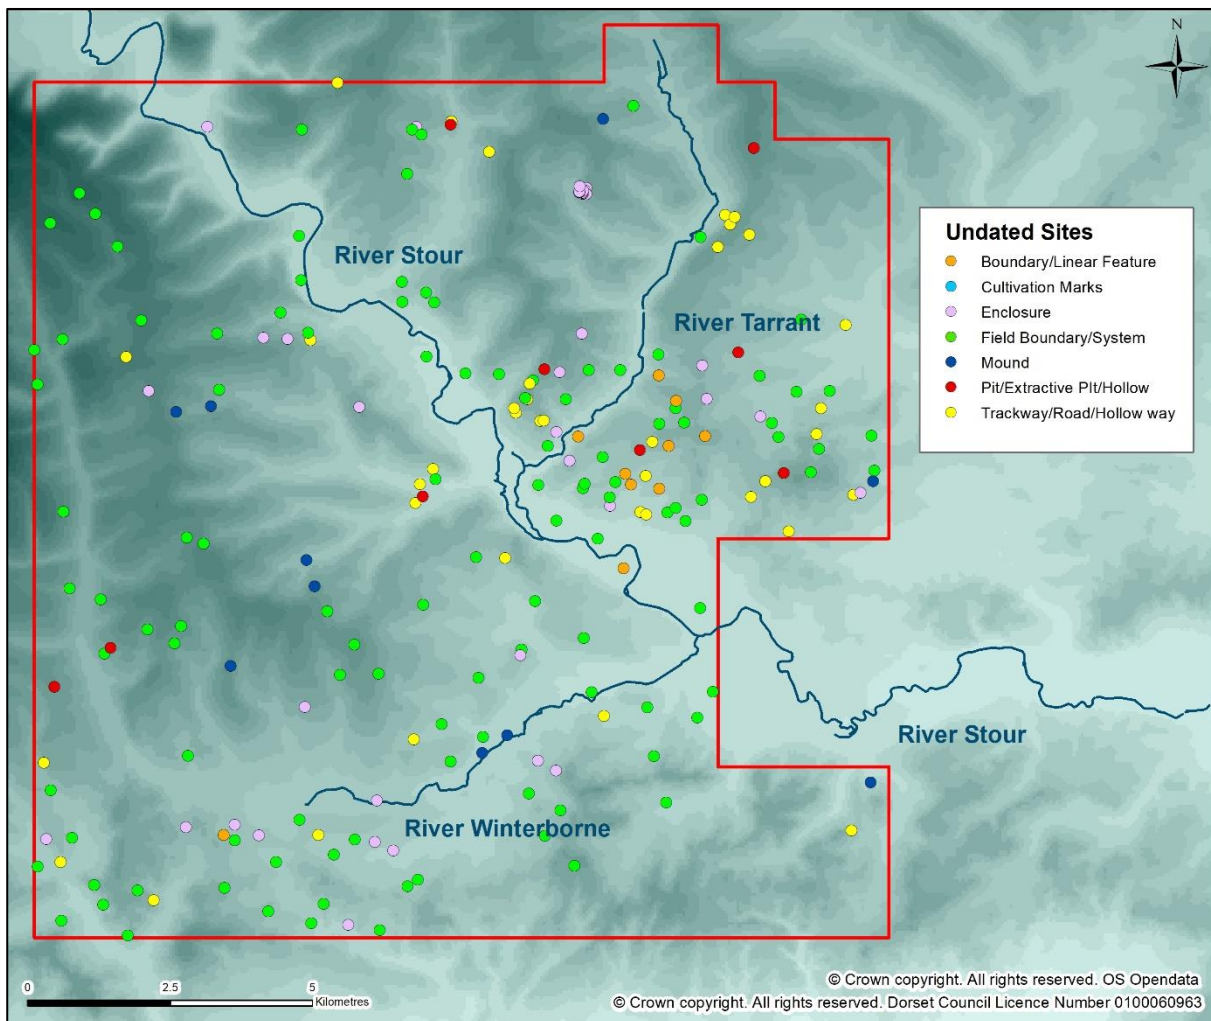 N
River Stour
River Tarrant
Undated Sites
Boundary/Linear Feature
Cultivation Marks
Enclosure
Field Boundary/System
Mound
Pit/Extractive PIt/Hollow
Trackway/Road/Hollow way
River Stour
River Winterborne
0 2.5 5
Kilometres
© Crown copyright. All rights reserved. OS Opendata
© Crown copyright. All rights reserved. Dorset Council Licence Number 0100060963